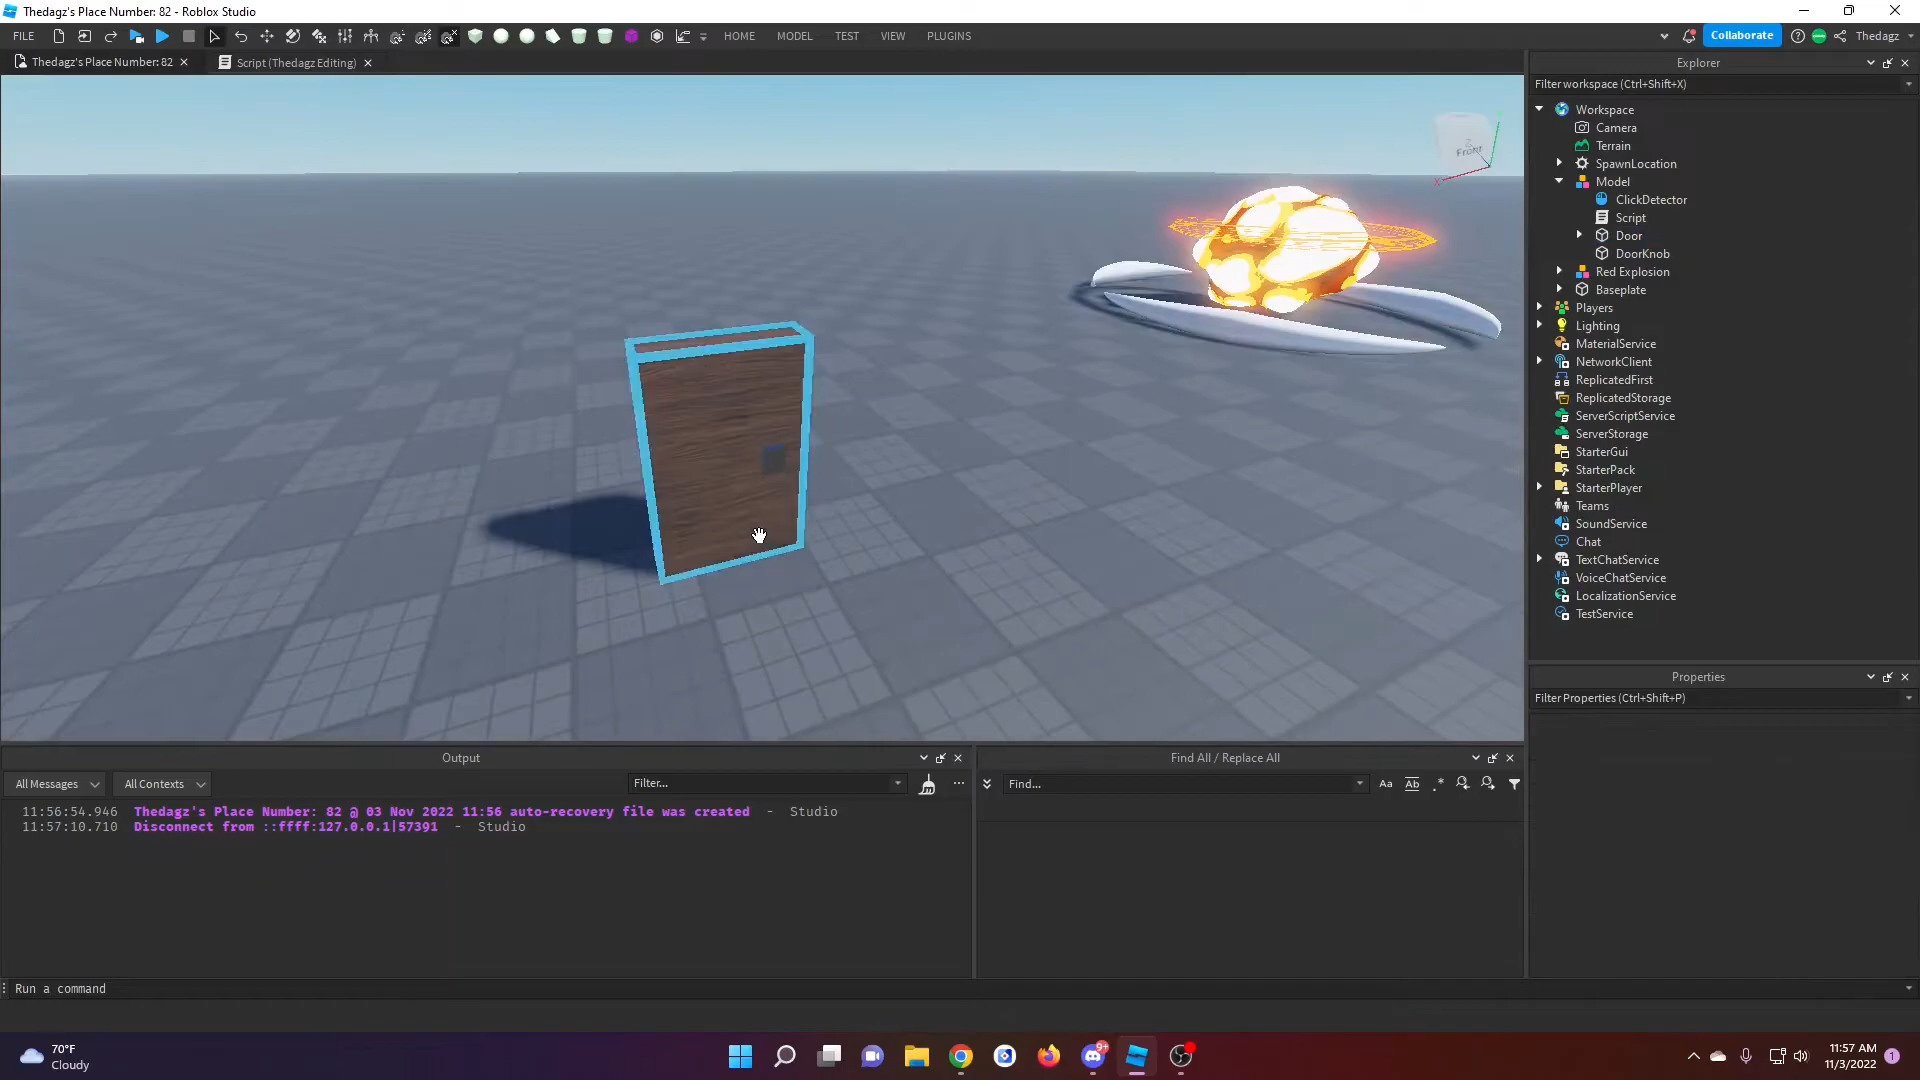 Thedagz's Place Number: 82 - Roblox Studio
FILE HOME MODEL TEST VIEW PLUGINS Collaborate Thedagz
Thedagz's Place Number: 82 Script (Thedagz Editing)
Front
X
Explorer
Filter workspace (Ctrl+Shift+X)
Workspace
Camera
Terrain
SpawnLocation
Model
ClickDetector
Script
Door
DoorKnob
Red Explosion
Baseplate
Players
Lighting
MaterialService
NetworkClient
ReplicatedFirst
ReplicatedStorage
ServerScriptService
ServerStorage
StarterGui
StarterPack
StarterPlayer
Teams
SoundService
Chat
TextChatService
VoiceChatService
LocalizationService
TestService
Properties
Filter Properties (Ctrl+Shift+P)
Output
All Messages All Contexts Filter...
11:56:54.946 Thedagz's Place Number: 82 @ 03 Nov 2022 11:56 auto-recovery file was created - Studio
11:57:10.710 Disconnect from ::ffff:127.0.0.1|57391 - Studio
Find All / Replace All
Find... Aa Ab .*
Run a command
70°F
Cloudy
9+
11:57 AM
11/3/2022
1